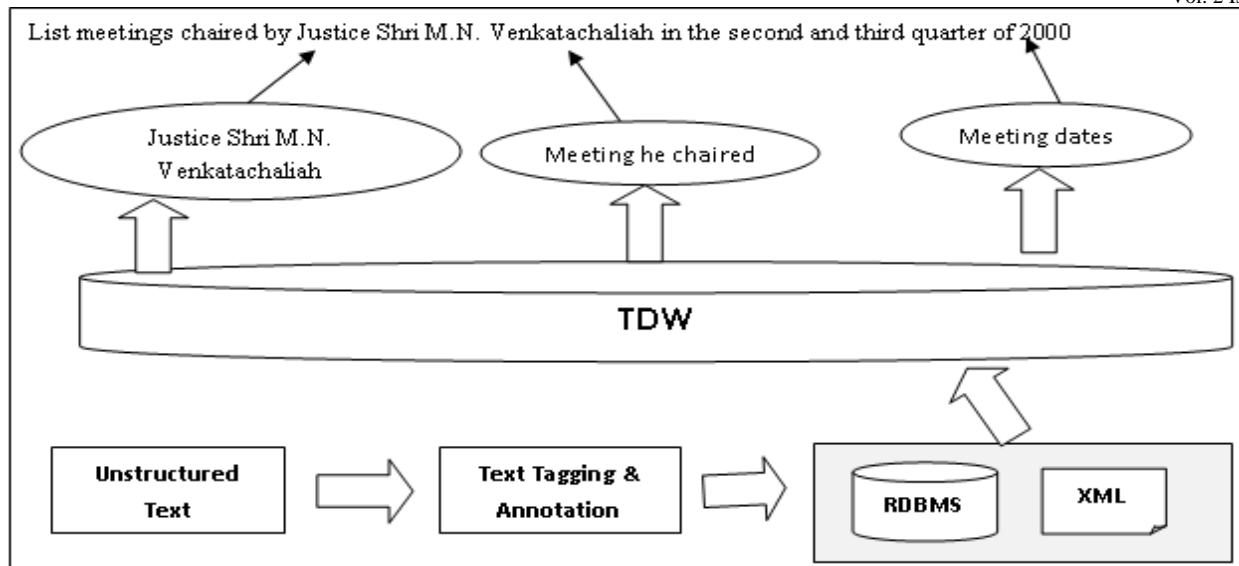 List meetings chaired by Justice Shri M.N. Venkatachaliah in the second and third quarter of 2000
Justice Shri M.N.
Venkatachaliah
Meeting he chaired
Meeting dates
TDW
Unstructured
Text
Text Tagging &
Annotation
RDBMS
XML